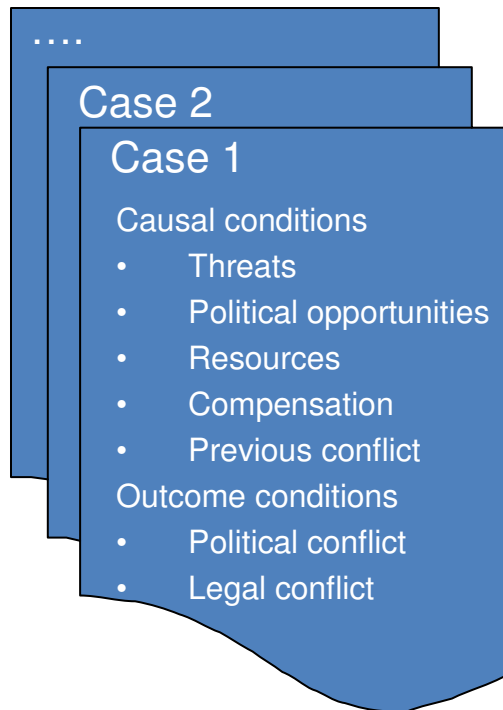 ....
Case 2
Case 1
Causal conditions
• Threats
• Political opportunities
• Resources
• Compensation
• Previous conflict
Outcome conditions
• Political conflict
• Legal conflict